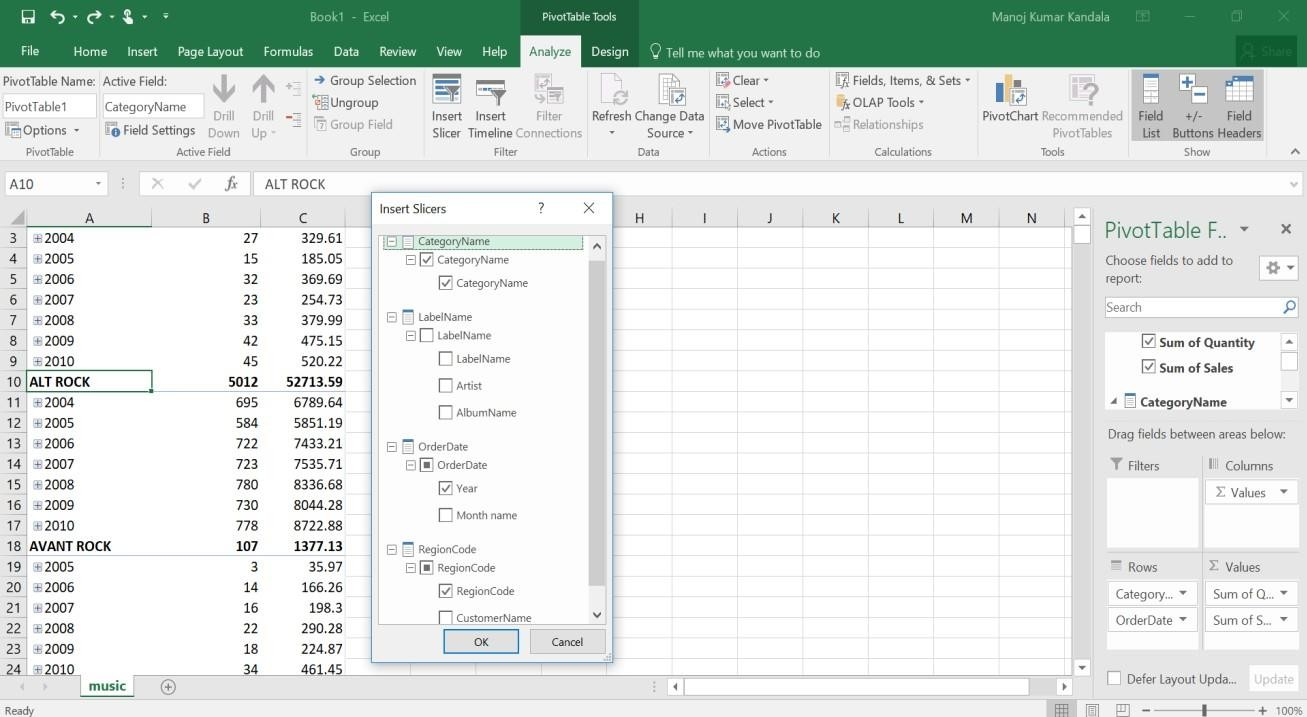 Book1 - Excel
PivotTable Tools
Manoj Kumar Kandala
File Home Insert Page Layout Formulas Data Review View Help Analyze Design Tell me what you want to do Share
PivotTable Name:
PivotTable1
Options
PivotTable
Active Field:
CategoryName
Field Settings
Drill Down
Drill Up
Active Field
Group Selection
Ungroup
Group Field
Group
Insert Slicer
Insert Timeline
Filter Connections
Filter
Refresh
Change Data Source
Data
Clear
Select
Move PivotTable
Actions
Fields, Items, & Sets
OLAP Tools
Relationships
Calculations
PivotChart
Recommended PivotTables
Tools
Field List
+/- Buttons
Field Headers
Show
A10 fx ALT ROCK
A B C H I J K L M N
3 2004 27 329.61
4 2005 15 185.05
5 2006 32 369.69
6 2007 23 254.73
7 2008 33 379.99
8 2009 42 475.15
9 2010 45 520.22
10 ALT ROCK 5012 52713.59
11 2004 695 6789.64
12 2005 584 5851.19
13 2006 722 7433.21
14 2007 723 7535.71
15 2008 780 8336.68
16 2009 730 8044.28
17 2010 778 8722.88
18 AVANT ROCK 107 1377.13
19 2005 3 35.97
20 2006 14 166.26
21 2007 16 198.3
22 2008 22 290.28
23 2009 18 224.87
24 2010 34 461.45
Insert Slicers ?
CategoryName
CategoryName
CategoryName
LabelName
LabelName
LabelName
Artist
AlbumName
OrderDate
OrderDate
Year
Month name
RegionCode
RegionCode
RegionCode
CustomerName
OK Cancel
PivotTable F..
Choose fields to add to
report:
Search
Sum of Quantity
Sum of Sales
CategoryName
Drag fields between areas below:
Filters
Columns
Σ Values
Rows
Category...
OrderDate
Σ Values
Sum of Q...
Sum of S...
Defer Layout Upda... Update
music
Ready
100%